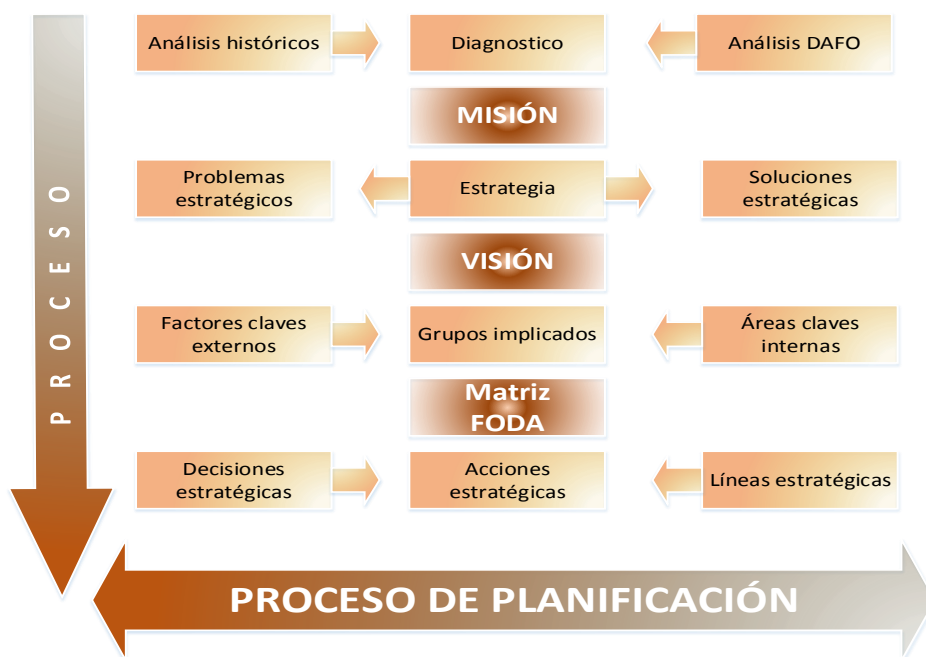 Análisis históricos
Diagnostico
Análisis DAFO
MISIÓN
Problemas
estratégicos
Estrategia
Soluciones
estratégicas
VISIÓN
Factores claves
externos
Grupos implicados
Áreas claves
internas
Matriz
FODA
Decisiones
estratégicas
Acciones
estratégicas
Líneas estratégicas
PROCESO
PROCESO DE PLANIFICACIÓN